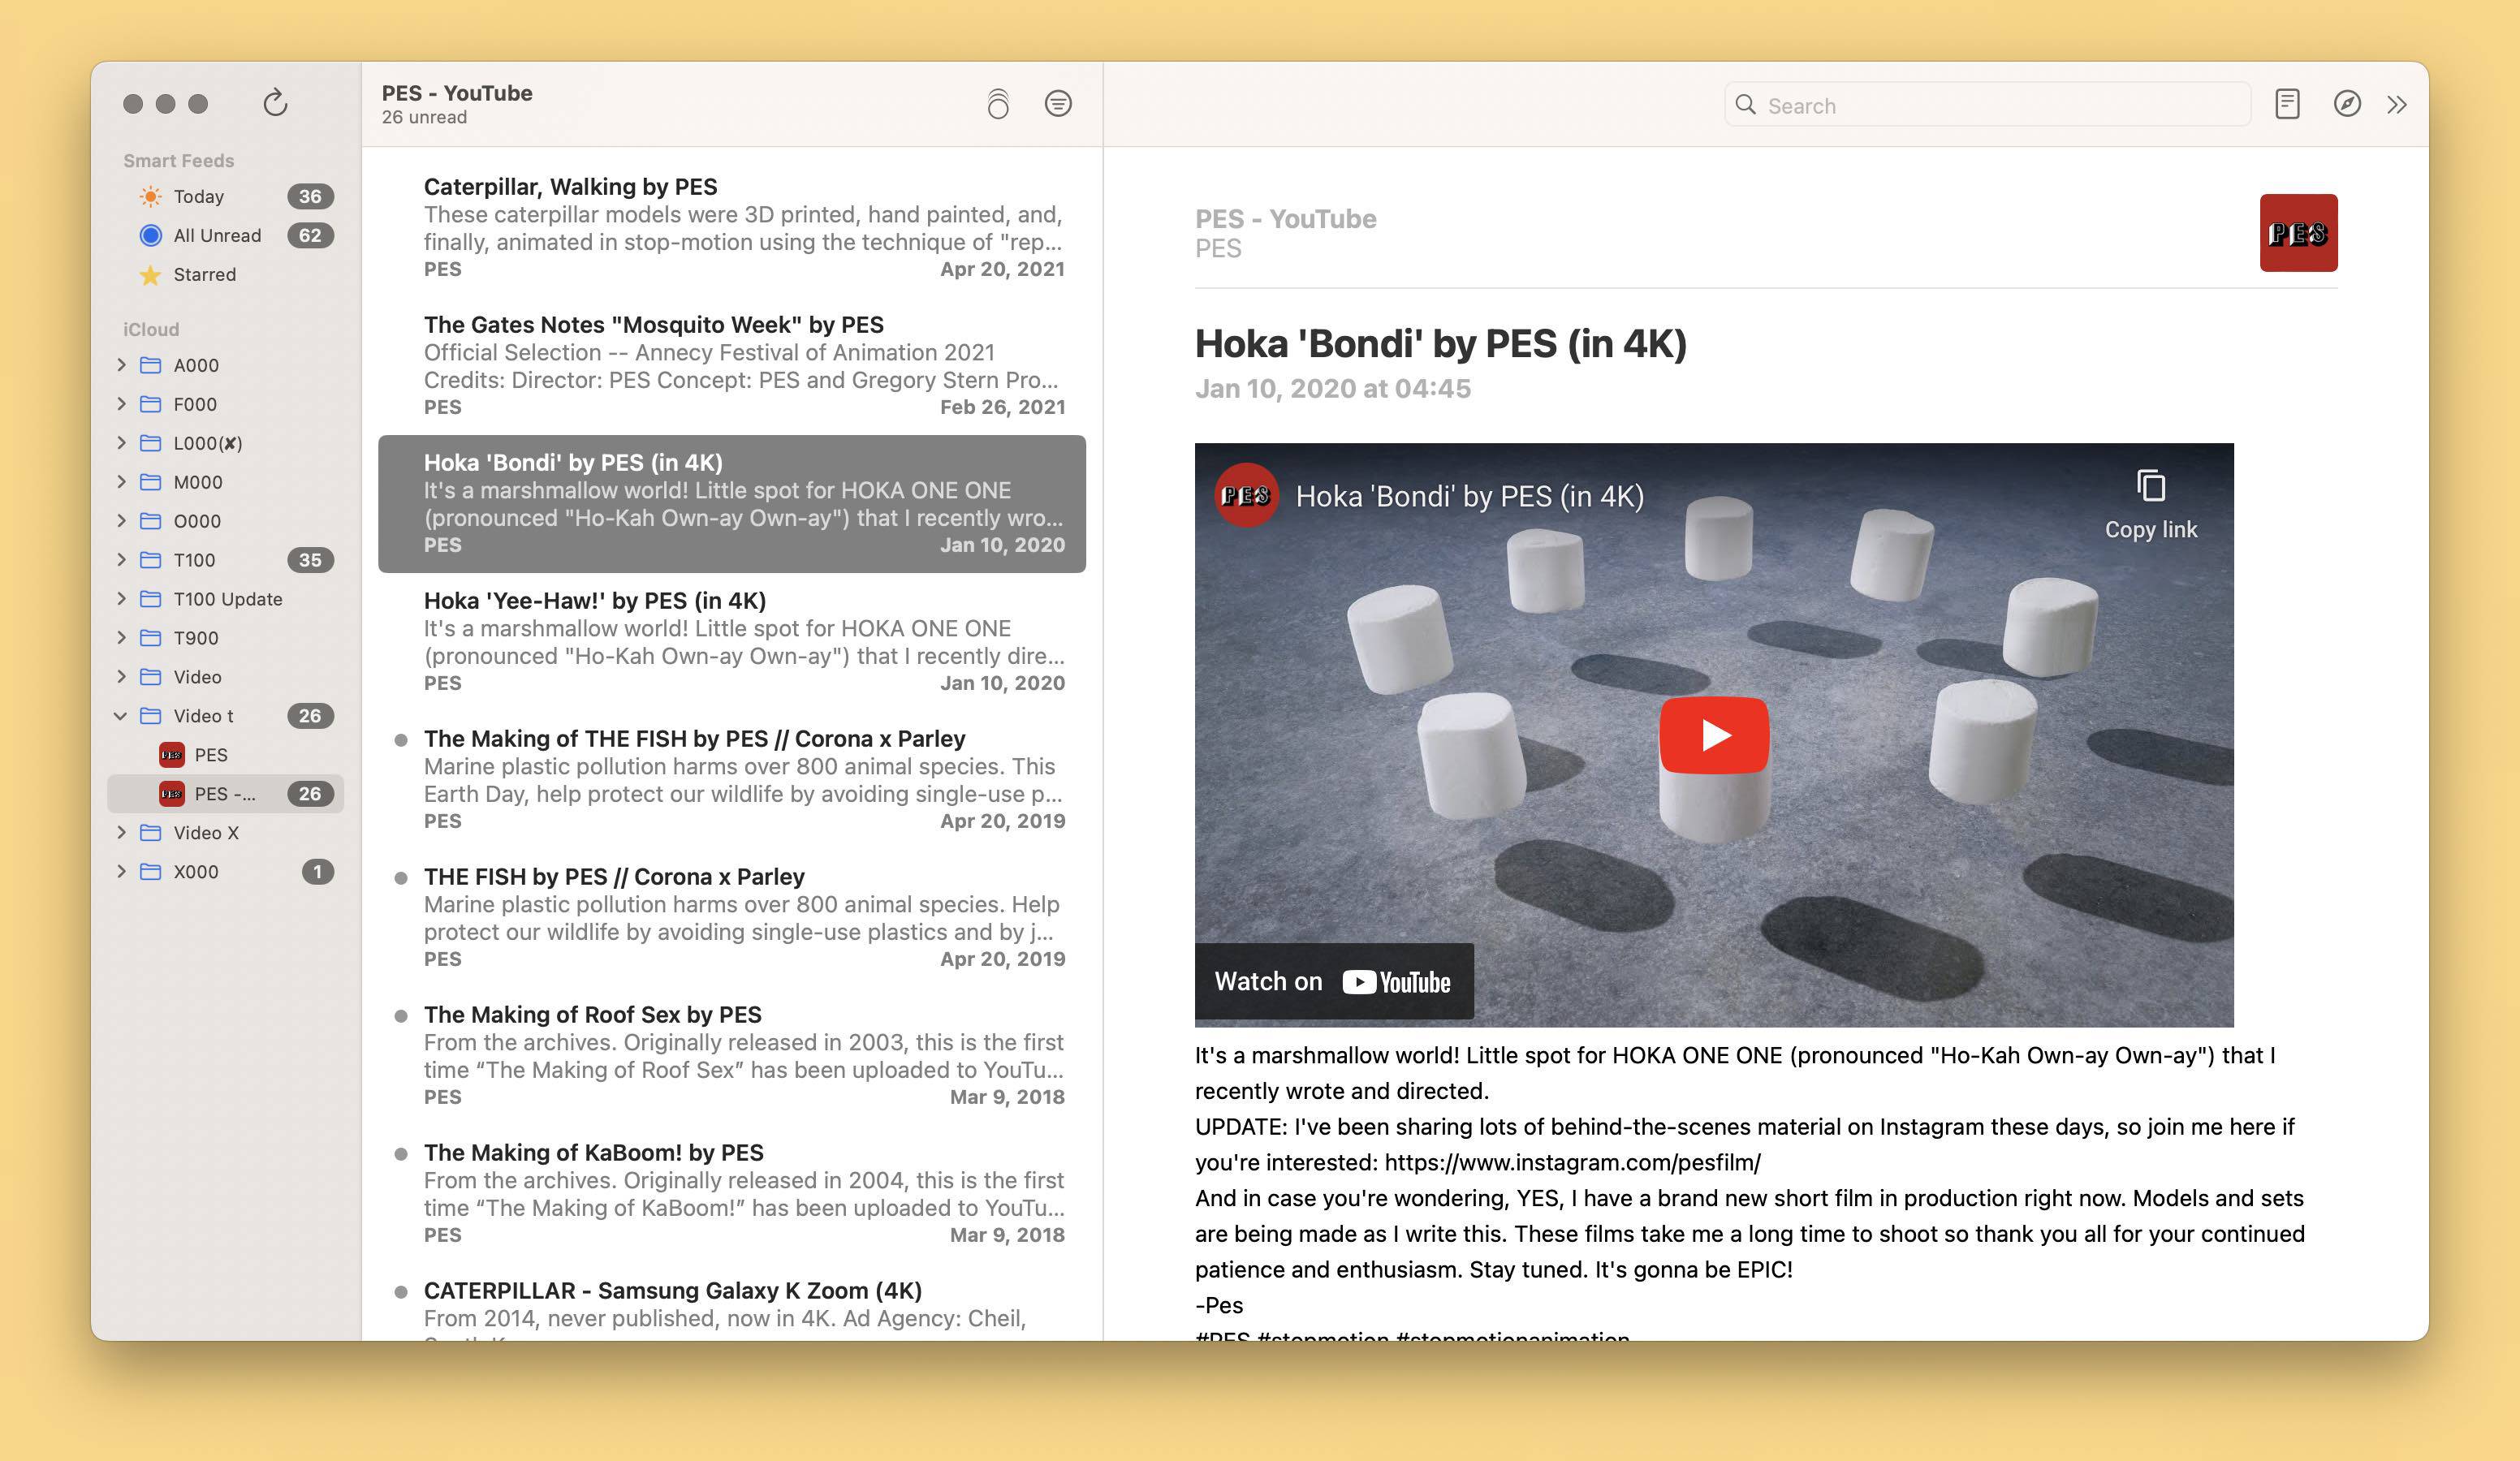 Smart Feeds
Today 36
All Unread 62
Starred
iCloud
A000
F000
L000(✘)
M000
O000
T100 35
T100 Update
T900
Video
Video t 26
PES
PES -... 26
Video X
X000 1
PES - YouTube
26 unread
Caterpillar, Walking by PES
These caterpillar models were 3D printed, hand painted, and,
finally, animated in stop-motion using the technique of "rep...
PES Apr 20, 2021
The Gates Notes "Mosquito Week" by PES
Official Selection -- Annecy Festival of Animation 2021
Credits: Director: PES Concept: PES and Gregory Stern Pro...
PES Feb 26, 2021
Hoka 'Bondi' by PES (in 4K)
It's a marshmallow world! Little spot for HOKA ONE ONE
(pronounced "Ho-Kah Own-ay Own-ay") that I recently wro...
PES Jan 10, 2020
Hoka 'Yee-Haw!' by PES (in 4K)
It's a marshmallow world! Little spot for HOKA ONE ONE
(pronounced "Ho-Kah Own-ay Own-ay") that I recently dire...
PES Jan 10, 2020
The Making of THE FISH by PES // Corona x Parley
Marine plastic pollution harms over 800 animal species. This
Earth Day, help protect our wildlife by avoiding single-use p...
PES Apr 20, 2019
THE FISH by PES // Corona x Parley
Marine plastic pollution harms over 800 animal species. Help
protect our wildlife by avoiding single-use plastics and by j...
PES Apr 20, 2019
The Making of Roof Sex by PES
From the archives. Originally released in 2003, this is the first
time “The Making of Roof Sex” has been uploaded to YouTu...
PES Mar 9, 2018
The Making of KaBoom! by PES
From the archives. Originally released in 2004, this is the first
time “The Making of KaBoom!” has been uploaded to YouTu...
PES Mar 9, 2018
CATERPILLAR - Samsung Galaxy K Zoom (4K)
From 2014, never published, now in 4K. Ad Agency: Cheil,
Search
PES - YouTube
PES
PES
Hoka 'Bondi' by PES (in 4K)
Jan 10, 2020 at 04:45
PES Hoka 'Bondi' by PES (in 4K)
Copy link
Watch on YouTube
It's a marshmallow world! Little spot for HOKA ONE ONE (pronounced "Ho-Kah Own-ay Own-ay") that I
recently wrote and directed.
UPDATE: I've been sharing lots of behind-the-scenes material on Instagram these days, so join me here if
you're interested: https://www.instagram.com/pesfilm/
And in case you're wondering, YES, I have a brand new short film in production right now. Models and sets
are being made as I write this. These films take me a long time to shoot so thank you all for your continued
patience and enthusiasm. Stay tuned. It's gonna be EPIC!
-Pes
#PES #stopmotion #stopmotionanimation